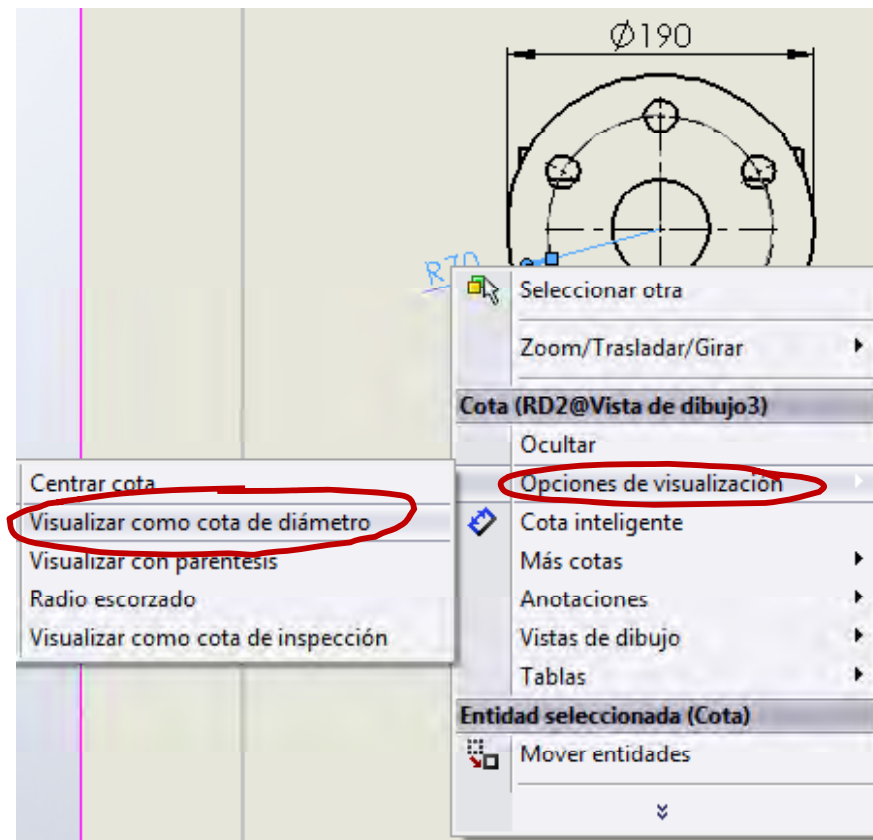 Ø190
R70
Seleccionar otra
Zoom/Trasladar/Girar
Cota (RD2@Vista de dibujo3)
Ocultar
Opciones de visualización
Cota inteligente
Más cotas
Anotaciones
Vistas de dibujo
Tablas
Entidad seleccionada (Cota)
Mover entidades
Centrar cota
Visualizar como cota de diámetro
Visualizar con paréntesis
Radio escorzado
Visualizar como cota de inspección